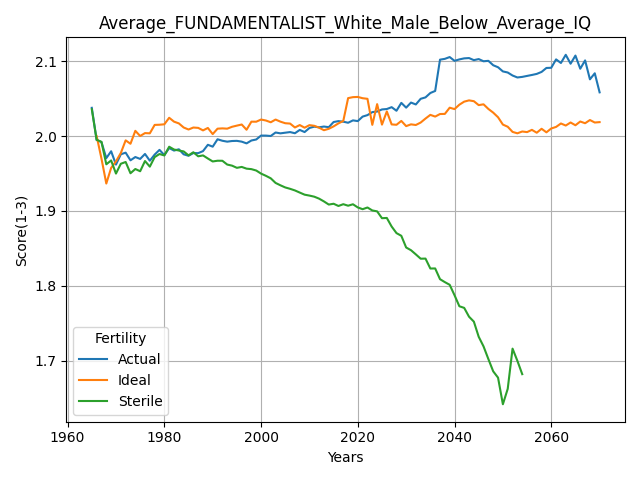 Average_FUNDAMENTALIST_White_Male_Below_Average_IQ
2.1
2.0
1.9
1.8
1.7
Score(1-3)
Fertility
Actual
Ideal
Sterile
1960
1980
2000
2020
2040
2060
Years